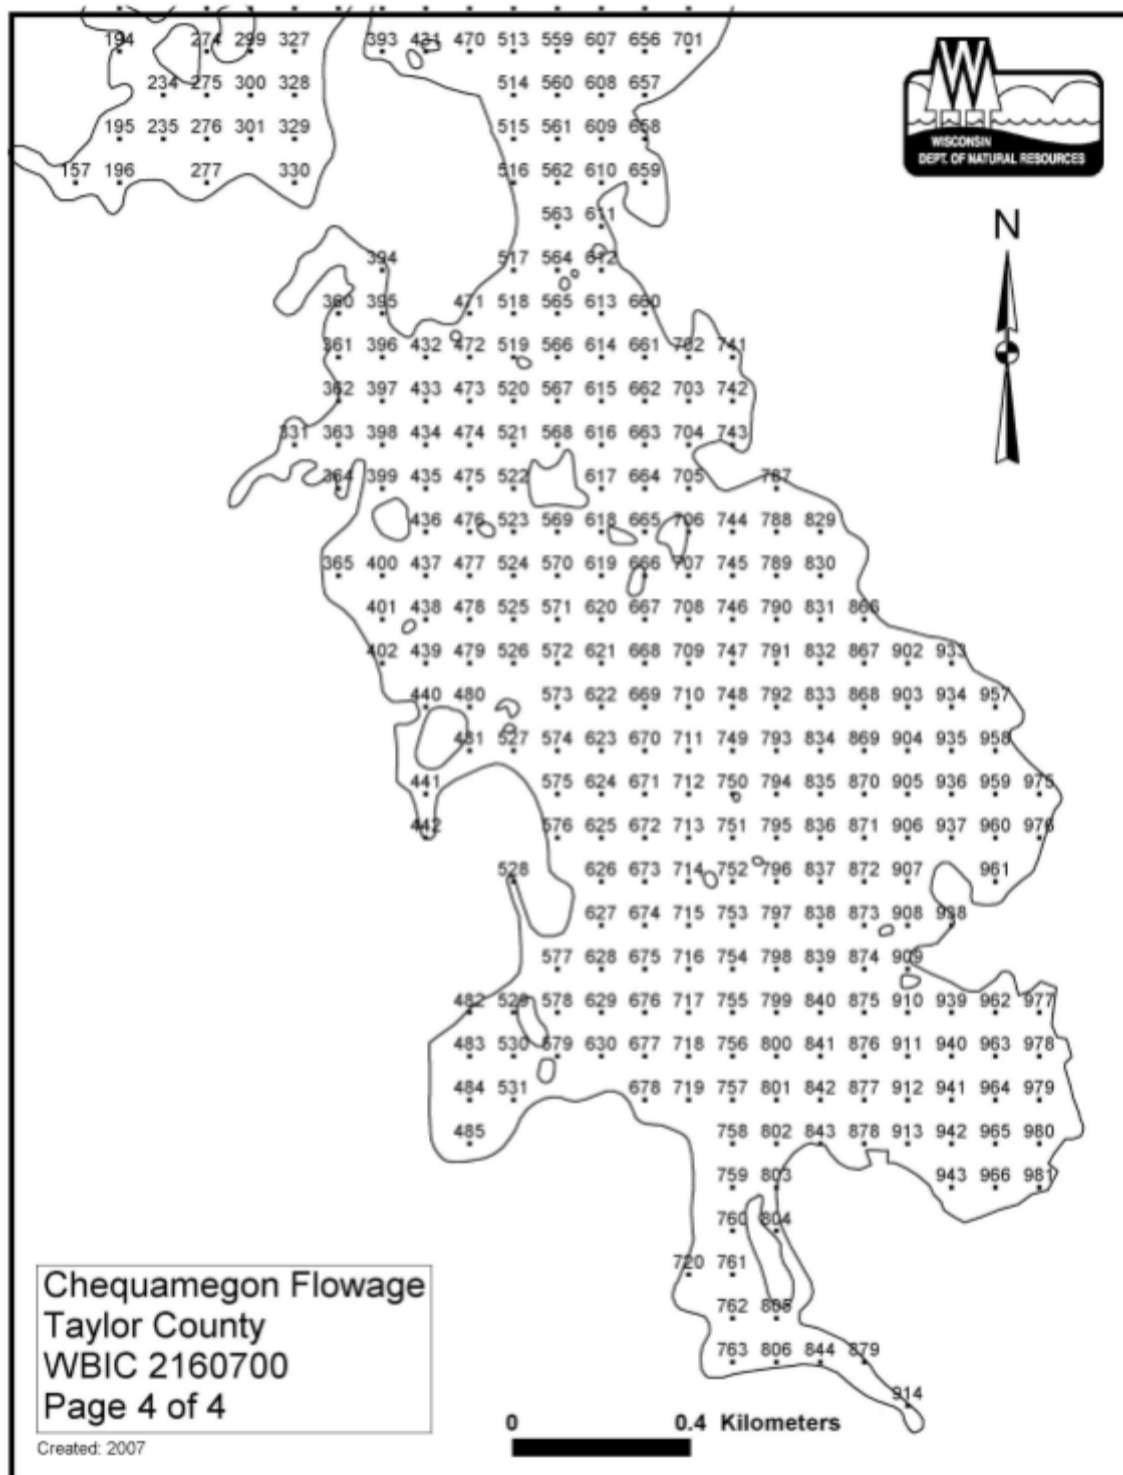 194 274 299 327 393 431 470 513 559 607 656 701
234 275 300 328 514 560 608 657
195 235 276 301 329 515 561 609 658
157 196 277 330 516 562 610 659
563 611
394 517 564 612
360 395 471 518 565 613 660
361 396 432 472 519 566 614 661 702 741
362 397 433 473 520 567 615 662 703 742
331 363 398 434 474 521 568 616 663 704 743
364 399 435 475 522 617 664 705 787
436 476 523 569 618 665 706 744 788 829
365 400 437 477 524 570 619 666 707 745 789 830
401 438 478 525 571 620 667 708 746 790 831 866
402 439 479 526 572 621 668 709 747 791 832 867 902 933
440 480 573 622 669 710 748 792 833 868 903 934 957
481 527 574 623 670 711 749 793 834 869 904 935 958
441 575 624 671 712 750 794 835 870 905 936 959 975
442 576 625 672 713 751 795 836 871 906 937 960 976
528 626 673 714 752 796 837 872 907 961
627 674 715 753 797 838 873 908 938
577 628 675 716 754 798 839 874 909
482 529 578 629 676 717 755 799 840 875 910 939 962 977
483 530 579 630 677 718 756 800 841 876 911 940 963 978
484 531 678 719 757 801 842 877 912 941 964 979
485 758 802 843 878 913 942 965 980
759 803 943 966 981
760 804
720 761
762 805
763 806 844 879
914
W
WISCONSIN
DEPT. OF NATURAL RESOURCES
N
Chequamegon Flowage
Taylor County
WBIC 2160700
Page 4 of 4
Created: 2007
0 0.4 Kilometers